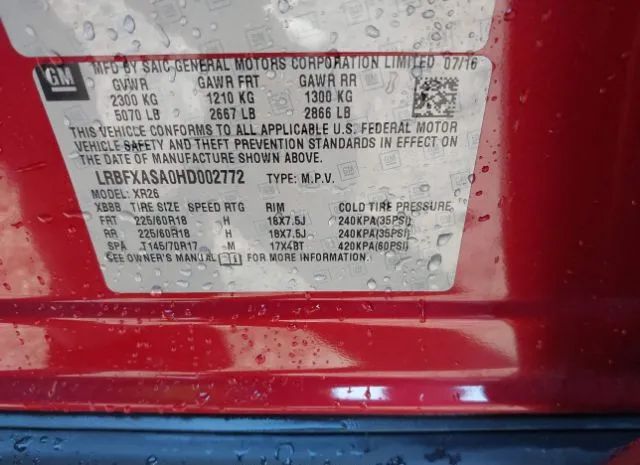 GM
MFD BY SAIC GENERAL MOTORS CORPORATION LIMITED 07/16
GVWR GAWR FRT GAWR RR
2300 KG 1210 KG 1300 KG
5070 LB 2667 LB 2866 LB
THIS VEHICLE CONFORMS TO ALL APPLICABLE U.S. FEDERAL MOTOR
VEHICLE SAFETY AND THEFT PREVENTION STANDARDS IN EFFECT ON
THE DATE OF MANUFACTURE SHOWN ABOVE.
LRBFXASA0HD002772 TYPE: M.P.V.
MODEL: XR26
XBBB TIRE SIZE SPEED RTG RIM COLD TIRE PRESSURE
FRT 225/60R18 H 18X7.5J 240KPA(35PSI)
RR 225/60R18 H 18X7.5J 240KPA(35PSI)
SPA T145/70R17 M 17X4BT 420KPA(60PSI)
SEE OWNER'S MANUAL FOR MORE INFORMATION.